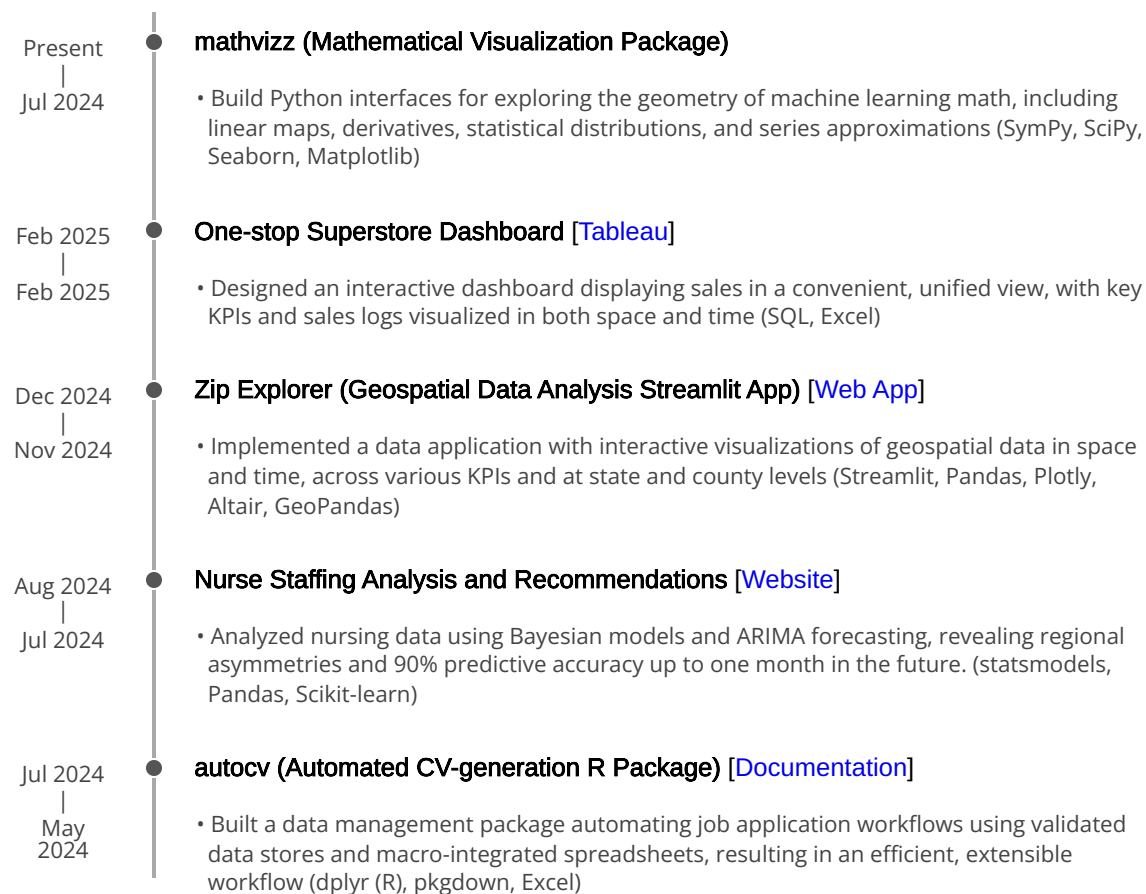 Present
|
Jul 2024
mathvizz (Mathematical Visualization Package)
• Build Python interfaces for exploring the geometry of machine learning math, including
linear maps, derivatives, statistical distributions, and series approximations (SymPy, SciPy,
Seaborn, Matplotlib)
Feb 2025
|
Feb 2025
One-stop Superstore Dashboard [Tableau]
• Designed an interactive dashboard displaying sales in a convenient, unified view, with key
KPIs and sales logs visualized in both space and time (SQL, Excel)
Dec 2024
|
Nov 2024
Zip Explorer (Geospatial Data Analysis Streamlit App) [Web App]
• Implemented a data application with interactive visualizations of geospatial data in space
and time, across various KPIs and at state and county levels (Streamlit, Pandas, Plotly,
Altair, GeoPandas)
Aug 2024
|
Jul 2024
Nurse Staffing Analysis and Recommendations [Website]
• Analyzed nursing data using Bayesian models and ARIMA forecasting, revealing regional
asymmetries and 90% predictive accuracy up to one month in the future. (statsmodels,
Pandas, Scikit-learn)
Jul 2024
|
May
2024
autocv (Automated CV-generation R Package) [Documentation]
• Built a data management package automating job application workflows using validated
data stores and macro-integrated spreadsheets, resulting in an efficient, extensible
workflow (dplyr (R), pkgdown, Excel)